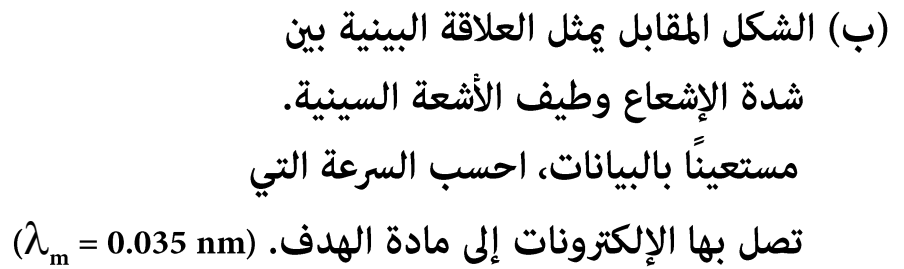 (ب) الشكل المقابل يمثل العلاقة البينية بين
شدة الإشعاع وطيف الأشعة السينية.
مستعينًا بالبيانات، احسب السرعة التي
تصل بها الإلكترونات إلى مادة الهدف. (λm = 0.035 nm)